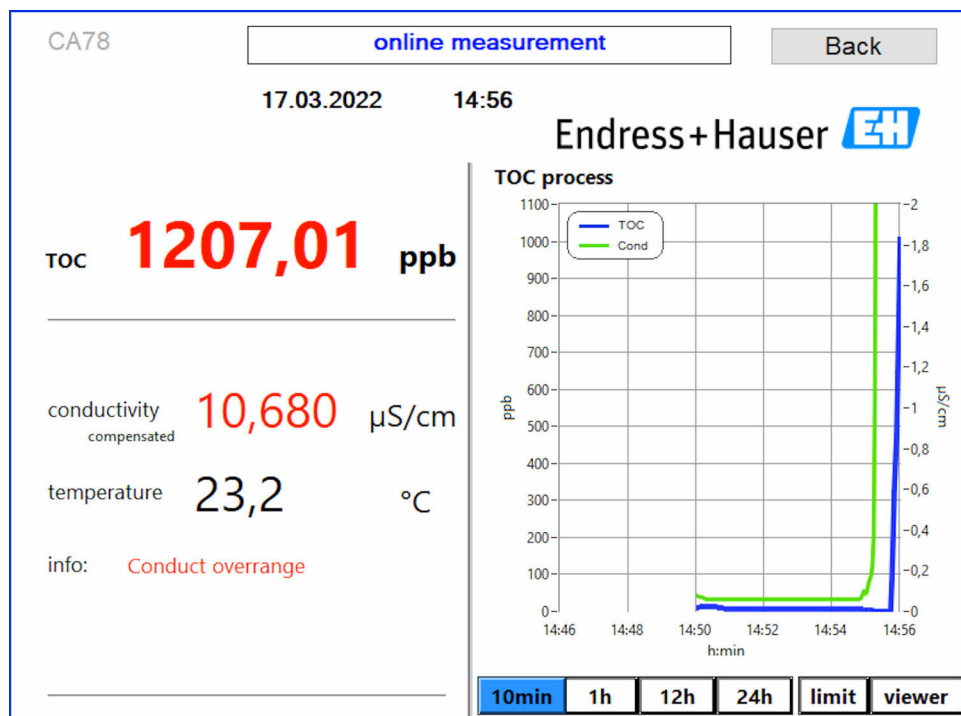 CA78
online measurement
Back
17.03.2022 14:56
Endress+Hauser EH
TOC 1207,01 ppb
conductivity compensated 10,680 µS/cm
temperature 23,2 °C
info: Conduct overrange
TOC process
TOC
Cond
1100
1000
900
800
700
600
500
400
300
200
100
0
ppb
2
1,8
1,6
1,4
1,2
1
0,8
0,6
0,4
0,2
0
µS/cm
14:46 14:48 14:50 14:52 14:54 14:56
h:min
10min 1h 12h 24h limit viewer